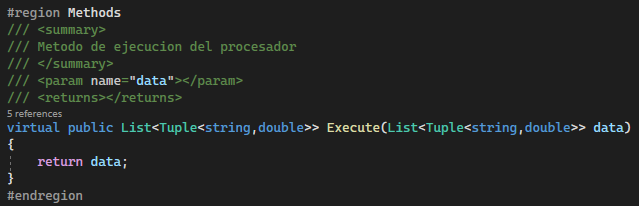 #region Methods
/// <summary>
/// Metodo de ejecucion del procesador
/// </summary>
/// <param name="data"></param>
/// <returns></returns>
5 references
virtual public List<Tuple<string,double>> Execute(List<Tuple<string,double>> data)
{
    return data;
}
#endregion